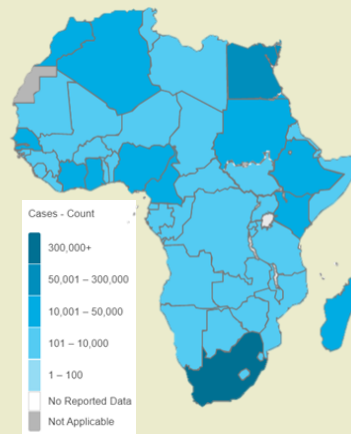 Cases - Count
300,000+
50,001 – 300,000
10,001 – 50,000
101 – 10,000
1 – 100
No Reported Data
Not Applicable